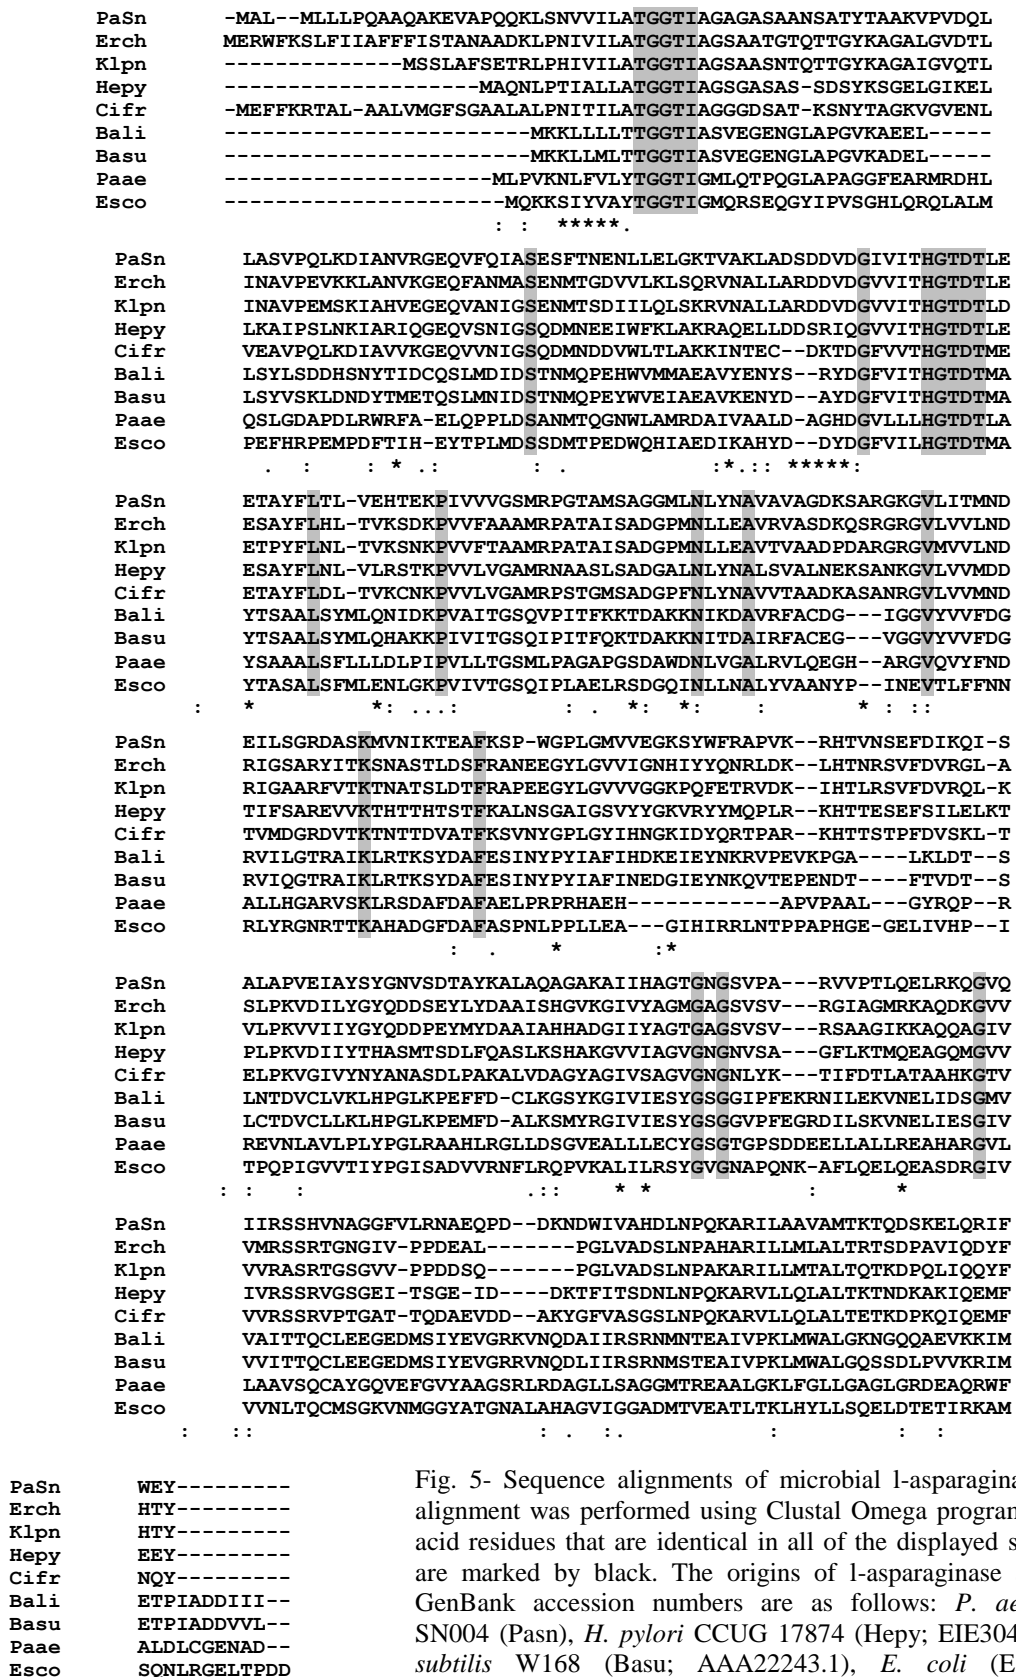 PaSn -MAL--MLLLPQAAQAKEVAPQQKLSNVVILATGGTIAGAGASAANSATYTAAKVPVDQL
Erch MERWFKSLFIIAFFFISTANAADKLPNIVILATGGTIAGSAATGTQTTGYKAGALGVDTL
Klpn --------------MSSLAFSETRLPHIVILATGGTIAGSAASNTQTTGYKAGAIGVQTL
Hepy --------------------MAQNLPTIALLATGGTIAGSGASAS-SDSYKSGELGIKEL
Cifr -MEFFKRTAL-AALVMGFSGAALALPNITILATGGTIAGGGDSAT-KSNYTAGKVGVENL
Bali ------------------------MKKLLLLTTGGTIASVEGENGLAPGVKAEEL-----
Basu ------------------------MKKLLMLTTGGTIASVEGENGLAPGVKADEL-----
Paae ---------------------MLPVKNLFVLYTGGTIGMLQTPQGLAPAGGFEARMRDHL
Esco ----------------------MQKKSIYVAYTGGTIGMQRSEQGYIPVSGHLQRQLALM
: : *****.
PaSn LASVPQLKDIANVRGEQVFQIASESFTNENLLELGKTVAKLADSDDVDGIVITHGTDTLE
Erch INAVPEVKKLANVKGEQFANMASENMTGDVVLKLSQRVNALLARDDVDGVVITHGTDTLE
Klpn INAVPEMSKIAHVEGEQVANIGSENMTSDIILQLSKRVNALLARDDVDGVVITHGTDTLD
Hepy LKAIPSLNKIARIQGEQVSNIGSQDMNEEIWFKLAKRAQELLDDSRIQGVVITHGTDTLE
Cifr VEAVPQLKDIAVVKGEQVVNIGSQDMNDDVWLTLAKKINTEC--DKTDGFVVTHGTDTME
Bali LSYLSDDHSNYTIDCQSLMDIDSTNMQPEHWVMMAEAVYENYS--RYDGFVITHGTDTMA
Basu LSYVSKLDNDYTMETQSLMNIDSTNMQPEYWVEIAEAVKENYD--AYDGFVITHGTDTMA
Paae QSLGDAPDLRWRFA-ELQPPLDSANMTQGNWLAMRDAIVAALD-AGHDGVLLLHGTDTLA
Esco PEFHRPEMPDFTIH-EYTPLMDSSDMTPEDWQHIAEDIKAHYD--DYDGFVILHGTDTMA
. : : * .: : . :*.:: *****:
PaSn ETAYFLTL-VEHTEKPIVVVGSMRPGTAMSAGGMLNLYNAVAVAGDKSARGKGVLITMND
Erch ESAYFLHL-TVKSDKPVVFAAAMRPATAISADGPMNLLEAVRVASDKQSRGRGVLVVLND
Klpn ETPYFLNL-TVKSNKPVVFTAAMRPATAISADGPMNLLEAVTVAADPDARGRGVMVVLND
Hepy ESAYFLNL-VLRSTKPVVLVGAMRNAASLSADGALNLYNALSVALNEKSANKGVLVVMDD
Cifr ETAYFLDL-TVKCNKPVVLVGAMRPSTGMSADGPFNLYNAVVTAADKASANRGVLVVMND
Bali YTSAALSYMLQNIDKPVAITGSQVPITFKKTDAKKNIKDAVRFACDG---IGGVYVVFDG
Basu YTSAALSYMLQHAKKPIVITGSQIPITFQKTDAKKNITDAIRFACEG---VGGVYVVFDG
Paae YSAAALSFLLLDLPIPVLLTGSMLPAGAPGSDAWDNLVGALRVLQEGH--ARGVQVYFND
Esco YTASALSFMLENLGKPVIVTGSQIPLAELRSDGQINLLNALYVAANYP--INEVTLFFNN
: * *: ...: : . *: *: : * : ::
PaSn EILSGRDASKMVNIKTEAFKSP-WGPLGMVVEGKSYWFRAPVK--RHTVNSEFDIKQI-S
Erch RIGSARYITKSNASTLDSFRANEEGYLGVVIGNHIYYQNRLDK--LHTNRSVFDVRGL-A
Klpn RIGAARFVTKTNATSLDTFRAPEEGYLGVVVGGKPQFETRVDK--IHTLRSVFDVRQL-K
Hepy TIFSAREVVKTHTTHTSTFKALNSGAIGSVYYGKVRYYMQPLR--KHTTESEFSILELKT
Cifr TVMDGRDVTKTNTTDVATFKSVNYGPLGYIHNGKIDYQRTPAR--KHTTSTPFDVSKL-T
Bali RVILGTRAIKLRTKSYDAFESINYPYIAFIHDKEIEYNKRVPEVKPGA----LKLDT--S
Basu RVIQGTRAIKLRTKSYDAFESINYPYIAFINEDGIEYNKQVTEPENDT----FTVDT--S
Paae ALLHGARVSKLRSDAFDAFAELPRPRHAEH------------APVPAAL---GYRQP--R
Esco RLYRGNRTTKAHADGFDAFASPNLPPLLEA---GIHIRRLNTPPAPHGE-GELIVHP--I
: . * :*
PaSn ALAPVEIAYSYGNVSDTAYKALAQAGAKAIIHAGTGNGSVPA---RVVPTLQELRKQGVQ
Erch SLPKVDILYGYQDDSEYLYDAAISHGVKGIVYAGMGAGSVSV---RGIAGMRKAQDKGVV
Klpn VLPKVVIIYGYQDDPEYMYDAAIAHHADGIIYAGTGAGSVSV---RSAAGIKKAQQAGIV
Hepy PLPKVDIIYTHASMTSDLFQASLKSHAKGVVIAGVGNGNVSA---GFLKTMQEAGQMGVV
Cifr ELPKVGIVYNYANASDLPAKALVDAGYAGIVSAGVGNGNLYK---TIFDTLATAAHKGTV
Bali LNTDVCLVKLHPGLKPEFFD-CLKGSYKGIVIESYGSGGIPFEKRNILEKVNELIDSGMV
Basu LCTDVCLLKLHPGLKPEMFD-ALKSMYRGIVIESYGSGGVPFEGRDILSKVNELIESGIV
Paae REVNLAVLPLYPGLRAAHLRGLLDSGVEALLLECYGSGTGPSDDEELLALLREAHARGVL
Esco TPQPIGVVTIYPGISADVVRNFLRQPVKALILRSYGVGNAPQNK-AFLQELQEASDRGIV
: : : .:: * * : *
PaSn IIRSSHVNAGGFVLRNAEQPD--DKNDWIVAHDLNPQKARILAAVAMTKTQDSKELQRIF
Erch VMRSSRTGNGIV-PPDEAL-------PGLVADSLNPAHARILLMLALTRTSDPAVIQDYF
Klpn VVRASRTGSGVV-PPDDSQ-------PGLVADSLNPAKARILLMTALTQTKDPQLIQQYF
Hepy IVRSSRVGSGEI-TSGE-ID----DKTFITSDNLNPQKARVLLQLALTKTNDKAKIQEMF
Cifr VVRSSRVPTGAT-TQDAEVDD--AKYGFVASGSLNPQKARVLLQLALTETKDPKQIQEMF
Bali VAITTQCLEEGEDMSIYEVGRKVNQDAIIRSRNMNTEAIVPKLMWALGKNGQQAEVKKIM
Basu VVITTQCLEEGEDMSIYEVGRRVNQDLIIRSRNMSTEAIVPKLMWALGQSSDLPVVKRIM
Paae LAAVSQCAYGQVEFGVYAAGSRLRDAGLLSAGGMTREAALGKLFGLLGAGLGRDEAQRWF
Esco VVNLTQCMSGKVNMGGYATGNALAHAGVIGGADMTVEATLTKLHYLLSQELDTETIRKAM
: :: : . :. : : :
PaSn WEY---------
Erch HTY---------
Klpn HTY---------
Hepy EEY---------
Cifr NQY---------
Bali ETPIADDIII--
Basu ETPIADDVVL--
Paae ALDLCGENAD--
Esco SQNLRGELTPDD
Fig. 5- Sequence alignments of microbial l-asparagina
alignment was performed using Clustal Omega program
acid residues that are identical in all of the displayed s
are marked by black. The origins of l-asparaginase
GenBank accession numbers are as follows: P. ae
SN004 (Pasn), H. pylori CCUG 17874 (Hepy; EIE304
subtilis W168 (Basu; AAA22243.1), E. coli (E